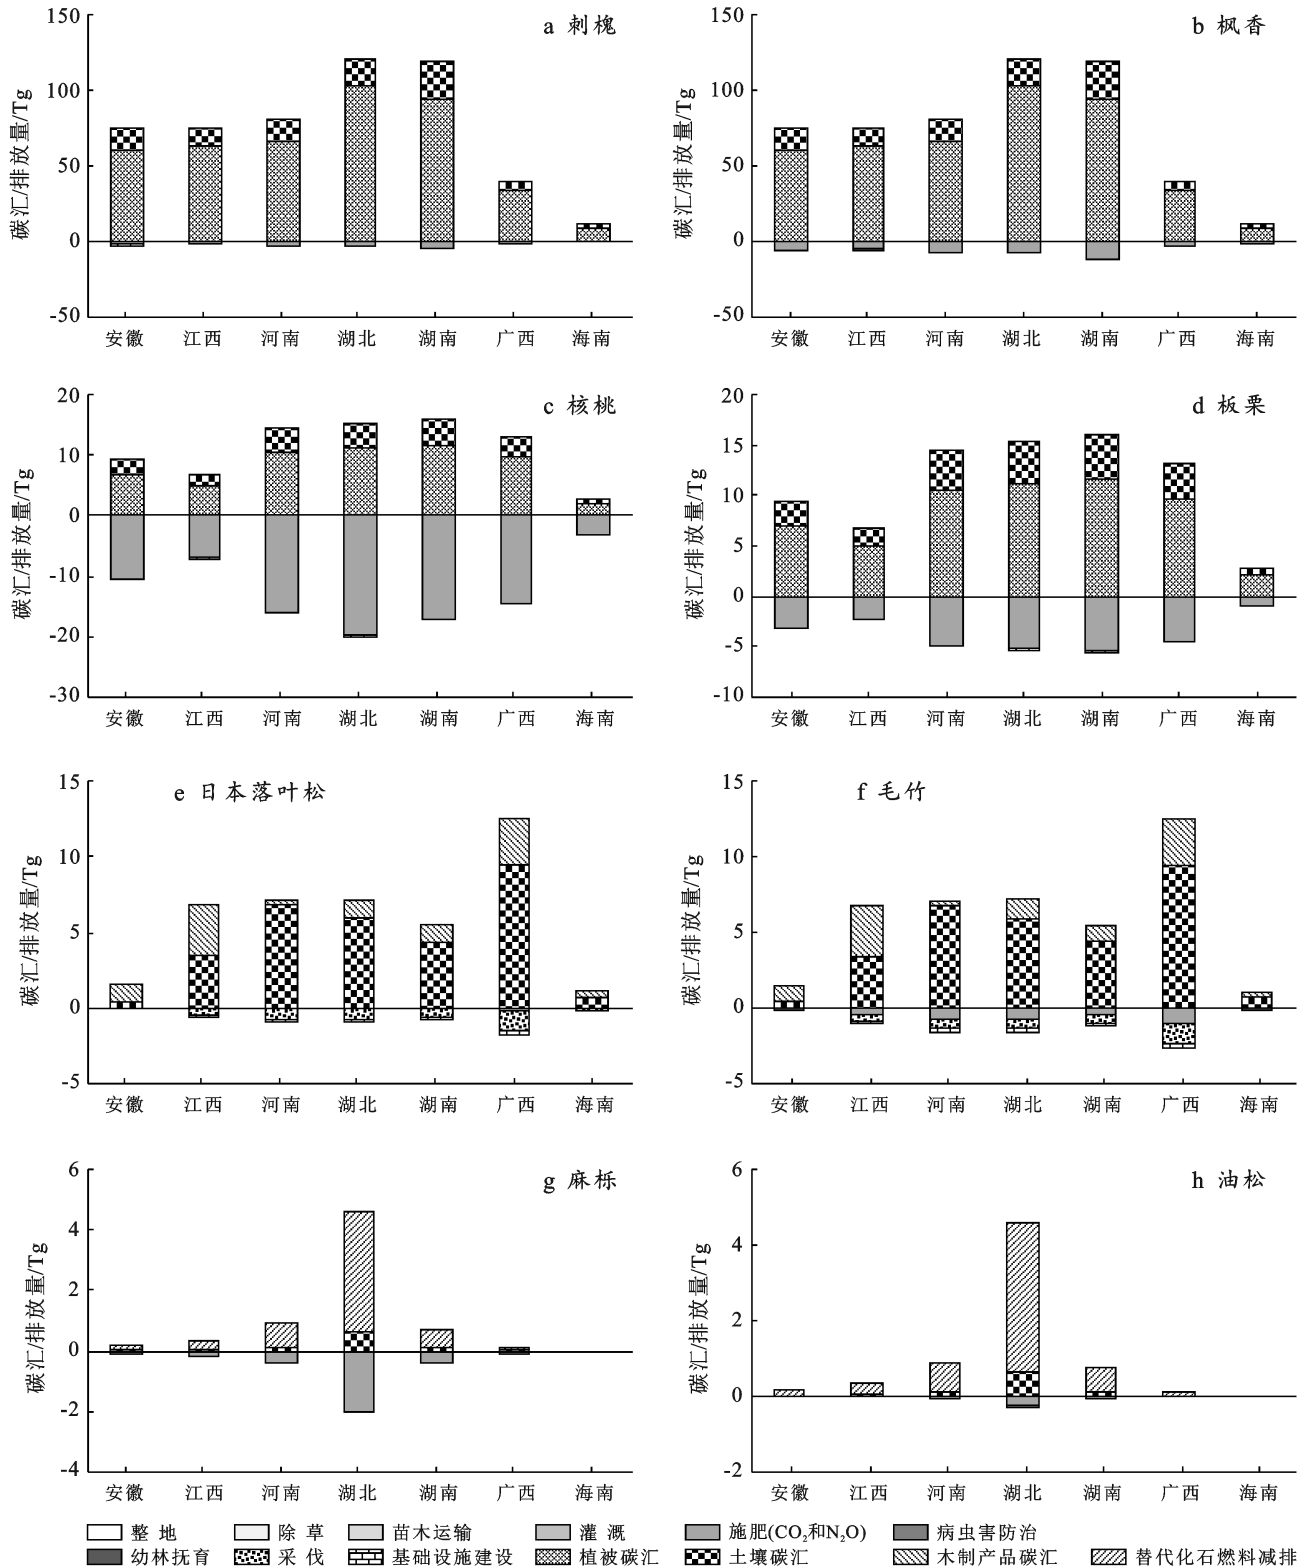 a 刺槐
碳汇/排放量/Tg
150
100
50
0
-50
安徽 江西 河南 湖北 湖南 广西 海南
b 枫香
碳汇/排放量/Tg
150
100
50
0
-50
安徽 江西 河南 湖北 湖南 广西 海南
c 核桃
碳汇/排放量/Tg
20
10
0
-10
-20
-30
安徽 江西 河南 湖北 湖南 广西 海南
d 板栗
碳汇/排放量/Tg
20
15
10
5
0
-5
-10
安徽 江西 河南 湖北 湖南 广西 海南
e 日本落叶松
碳汇/排放量/Tg
15
10
5
0
-5
安徽 江西 河南 湖北 湖南 广西 海南
f 毛竹
碳汇/排放量/Tg
15
10
5
0
-5
安徽 江西 河南 湖北 湖南 广西 海南
g 麻栎
碳汇/排放量/Tg
6
4
2
0
-2
-4
安徽 江西 河南 湖北 湖南 广西 海南
h 油松
碳汇/排放量/Tg
6
4
2
0
-2
安徽 江西 河南 湖北 湖南 广西 海南
整地 除草 苗木运输 灌溉 施肥(CO₂和N₂O) 病虫害防治
幼林抚育 采伐 基础设施建设 植被碳汇 土壤碳汇 木制产品碳汇 替代化石燃料减排